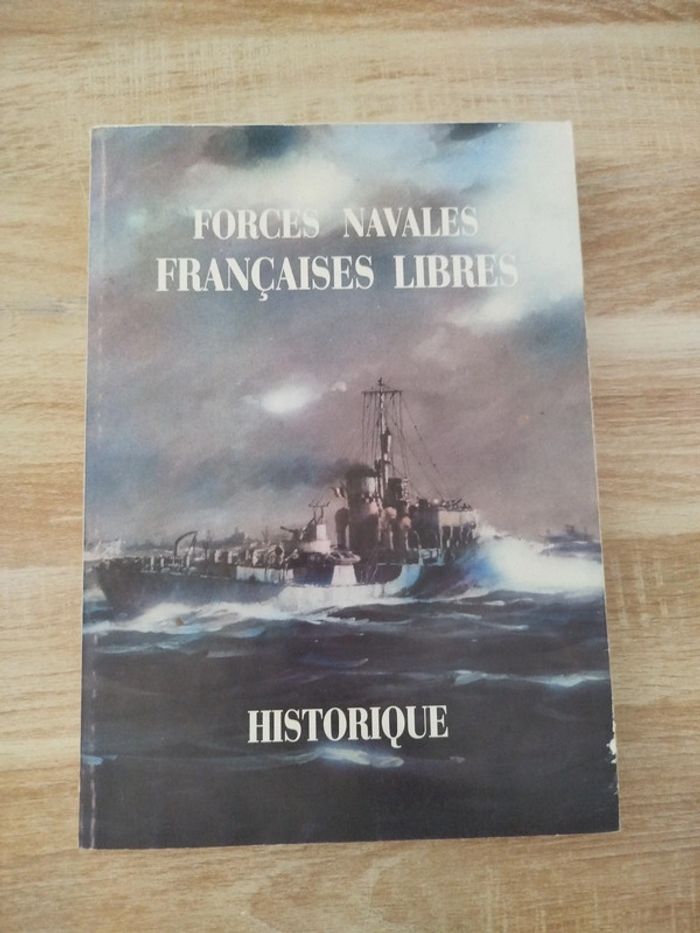 FORCES NAVALES
FRANÇAISES LIBRES
HISTORIQUE